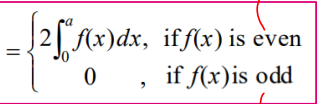 = { 2∫₀ᵃ f(x)dx, if f(x) is even
0 , if f(x) is odd